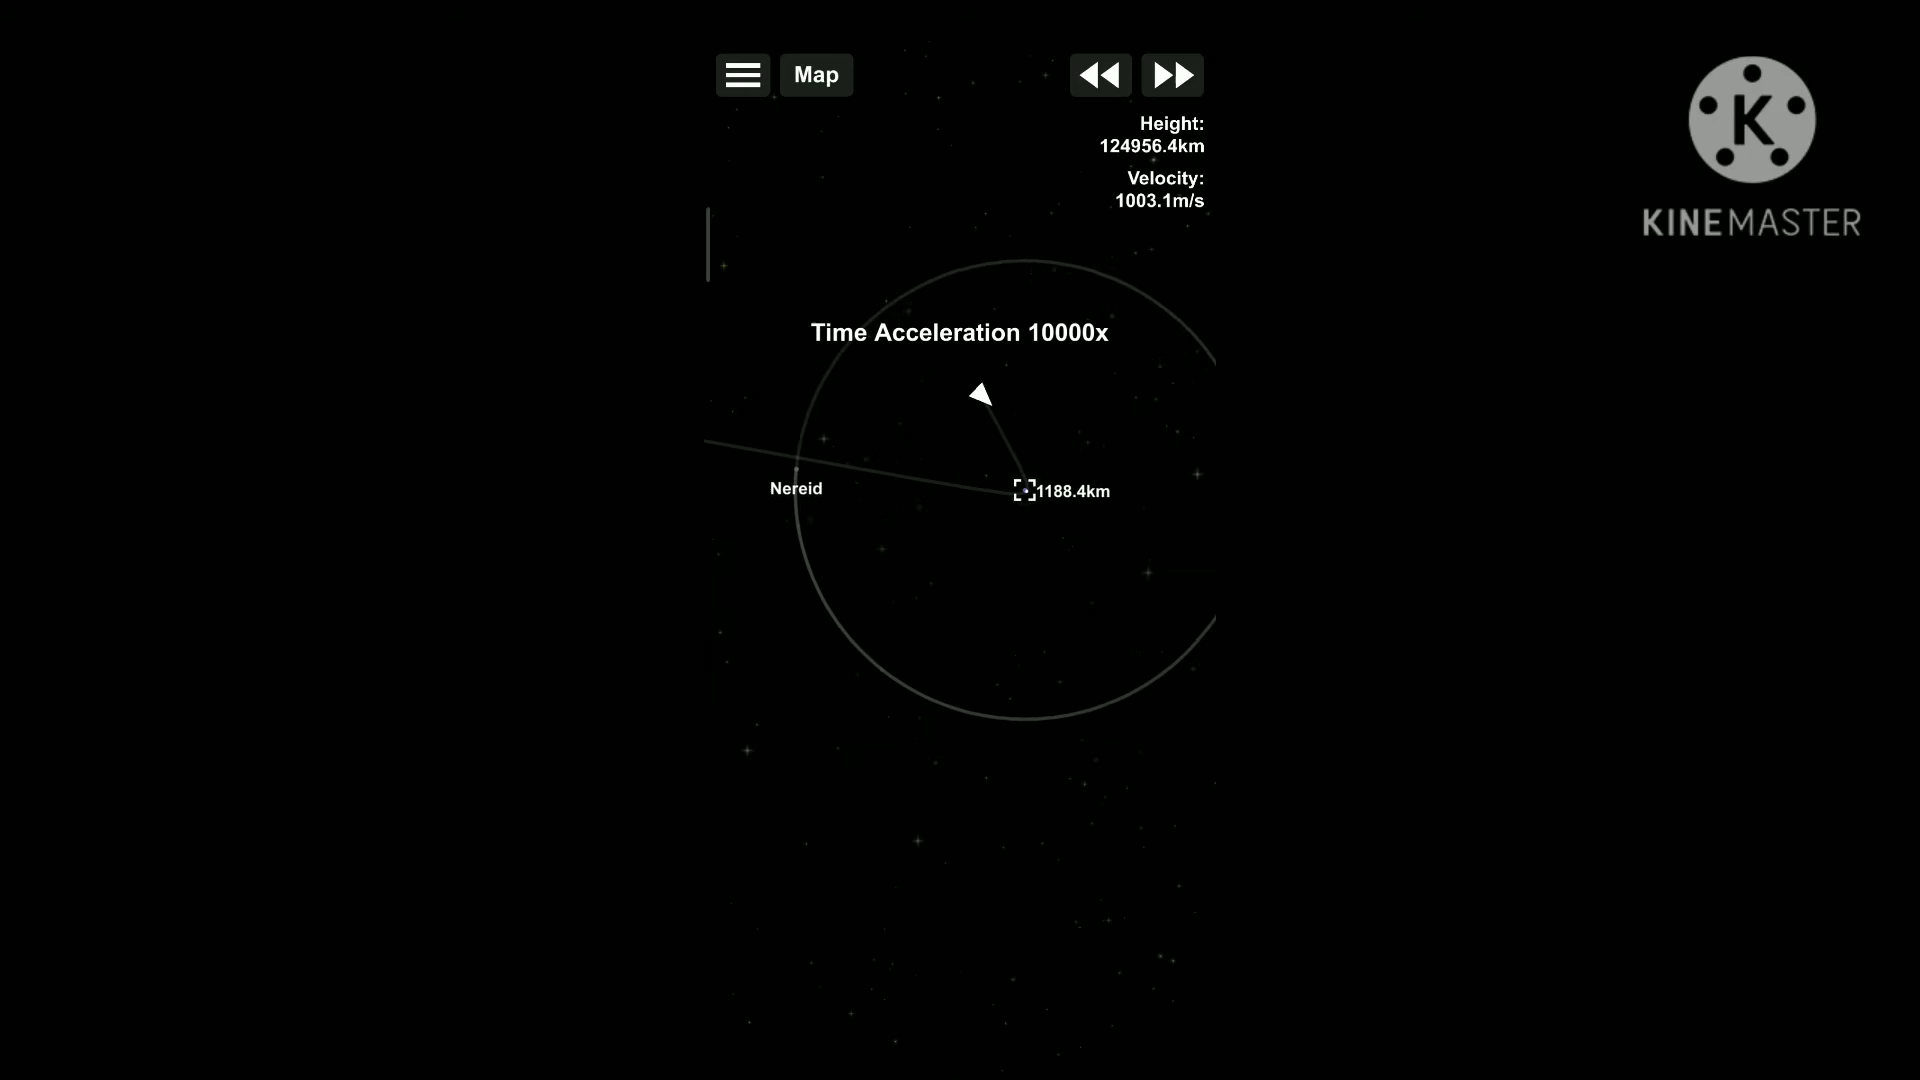 Map
Height:
124956.4km
Velocity:
1003.1m/s
K
KINEMASTER
Time Acceleration 10000x
Nereid
1188.4km